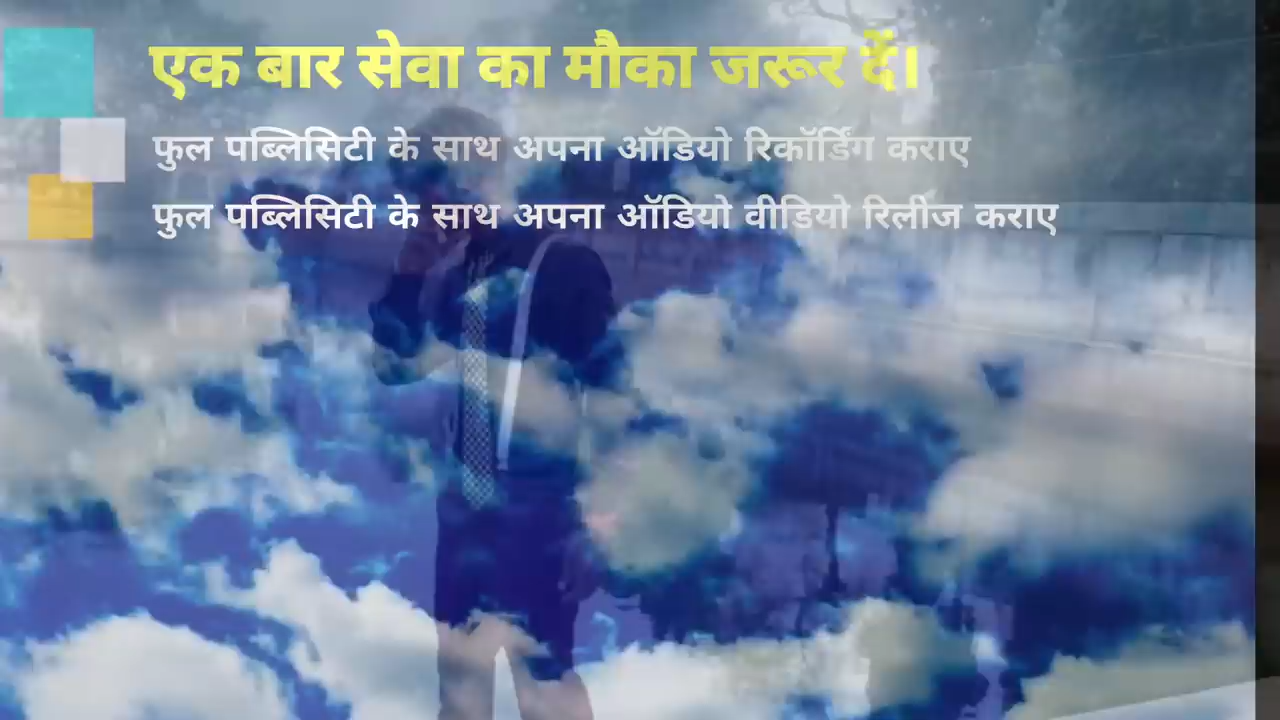 एक बार सेवा का मौका जरूर दें।
फुल पब्लिसिटी के साथ अपना ऑडियो रिकॉर्डिंग कराए
फुल पब्लिसिटी के साथ अपना ऑडियो वीडियो रिलीज कराए